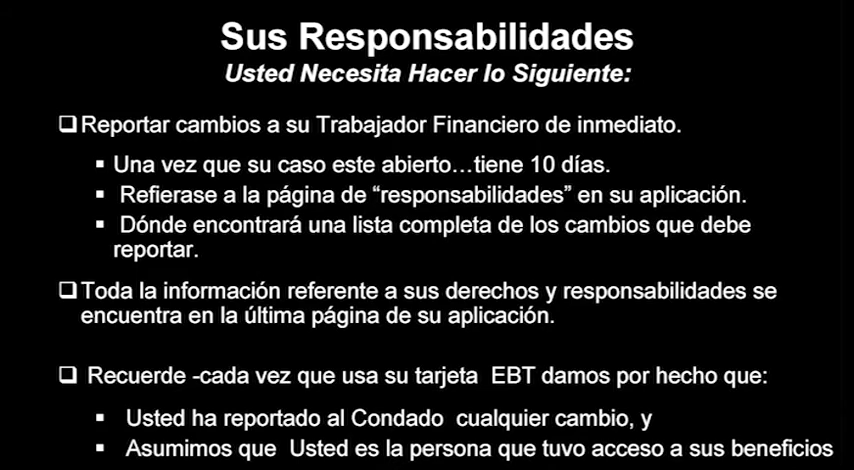 Sus Responsabilidades
Usted Necesita Hacer lo Siguiente:
❑Reportar cambios a su Trabajador Financiero de inmediato.
▪ Una vez que su caso este abierto…tiene 10 días.
▪ Refierase a la página de “responsabilidades” en su aplicación.
▪ Dónde encontrará una lista completa de los cambios que debe
reportar.
❑Toda la información referente a sus derechos y responsabilidades se
encuentra en la última página de su aplicación.
❑ Recuerde -cada vez que usa su tarjeta EBT damos por hecho que:
▪ Usted ha reportado al Condado cualquier cambio, y
▪ Asumimos que Usted es la persona que tuvo acceso a sus beneficios